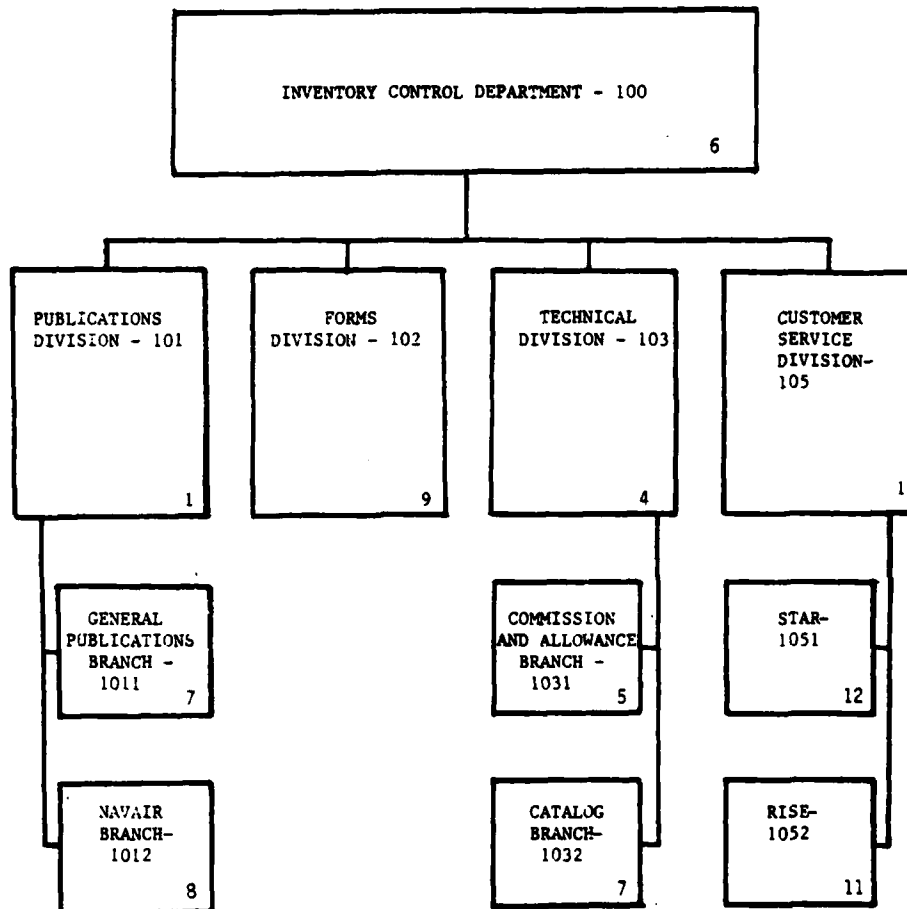 INVENTORY CONTROL DEPARTMENT - 100
6
PUBLICATIONS
DIVISION - 101
1
FORMS
DIVISION - 102
9
TECHNICAL
DIVISION - 103
4
CUSTOMER
SERVICE
DIVISION-
105
1
GENERAL
PUBLICATIONS
BRANCH -
1011
7
NAVAIR
BRANCH-
1012
8
COMMISSION
AND ALLOWANCE
BRANCH -
1031
5
CATALOG
BRANCH-
1032
7
STAR-
1051
12
RISE-
1052
11